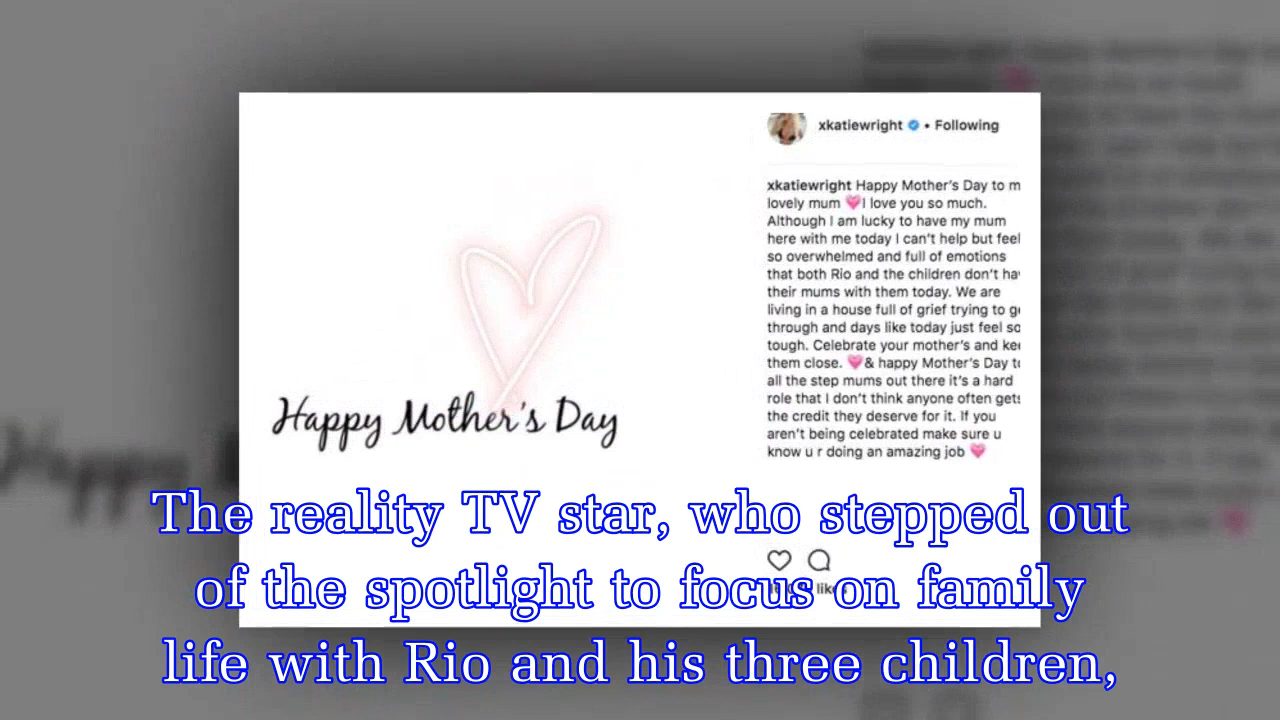 xkatiewright • Following
xkatiewright Happy Mother's Day to m
lovely mum 💗I love you so much.
Although I am lucky to have my mum
here with me today I can't help but feel
so overwhelmed and full of emotions
that both Rio and the children don't ha
their mums with them today. We are
living in a house full of grief trying to g
through and days like today just feel so
tough. Celebrate your mother's and kee
them close. 💗& happy Mother's Day t
all the step mums out there it's a hard
role that I don't think anyone often gets
the credit they deserve for it. If you
aren't being celebrated make sure u
know u r doing an amazing job 💗
Happy Mother's Day
The reality TV star, who stepped out
of the spotlight to focus on family
life with Rio and his three children,